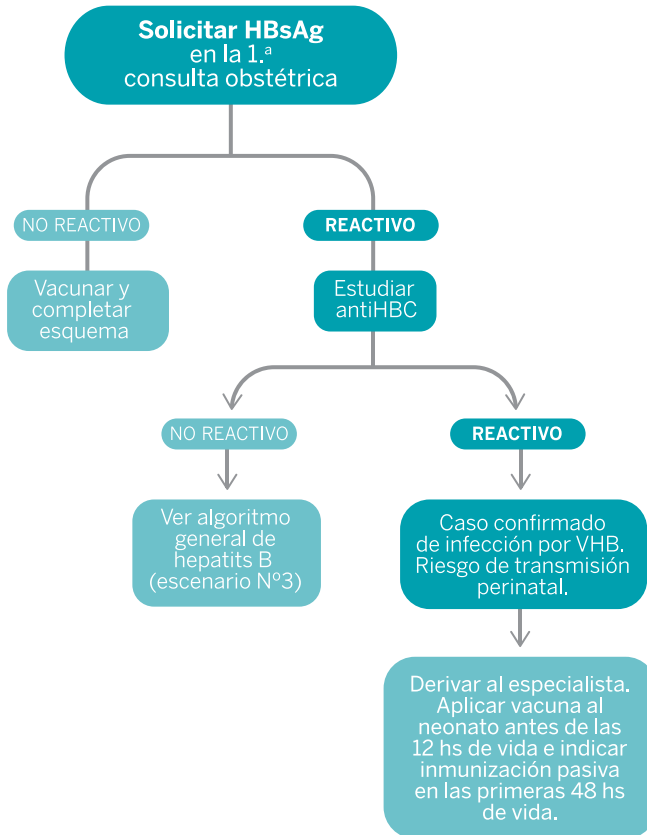 Solicitar HBsAg
en la 1.ª
consulta obstétrica
NO REACTIVO
REACTIVO
Vacunar y
completar
esquema
Estudiar
antiHBC
NO REACTIVO
REACTIVO
Ver algoritmo
general de
hepatits B
(escenario Nº3)
Caso confirmado
de infección por VHB.
Riesgo de transmisión
perinatal.
Derivar al especialista.
Aplicar vacuna al
neonato antes de las
12 hs de vida e indicar
inmunización pasiva
en las primeras 48 hs
de vida.